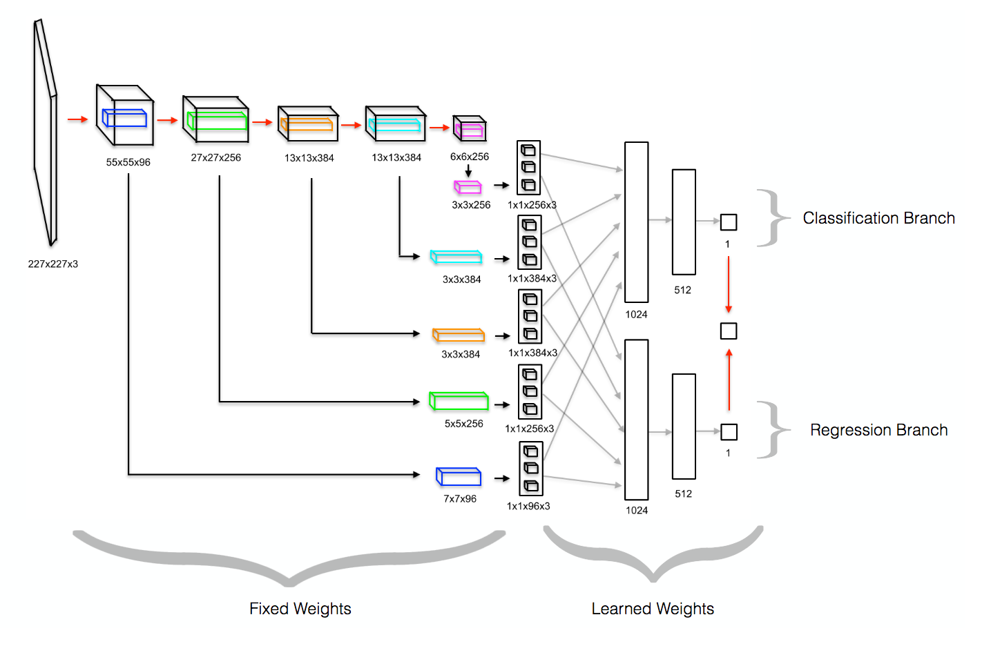 227x227x3
55x55x96
27x27x256
13x13x384
13x13x384
6x6x256
3x3x256
1x1x256x3
3x3x384
1x1x384x3
3x3x384
1x1x384x3
5x5x256
1x1x256x3
7x7x96
1x1x96x3
1024
512
1
Classification Branch
1024
512
1
Regression Branch
Fixed Weights
Learned Weights